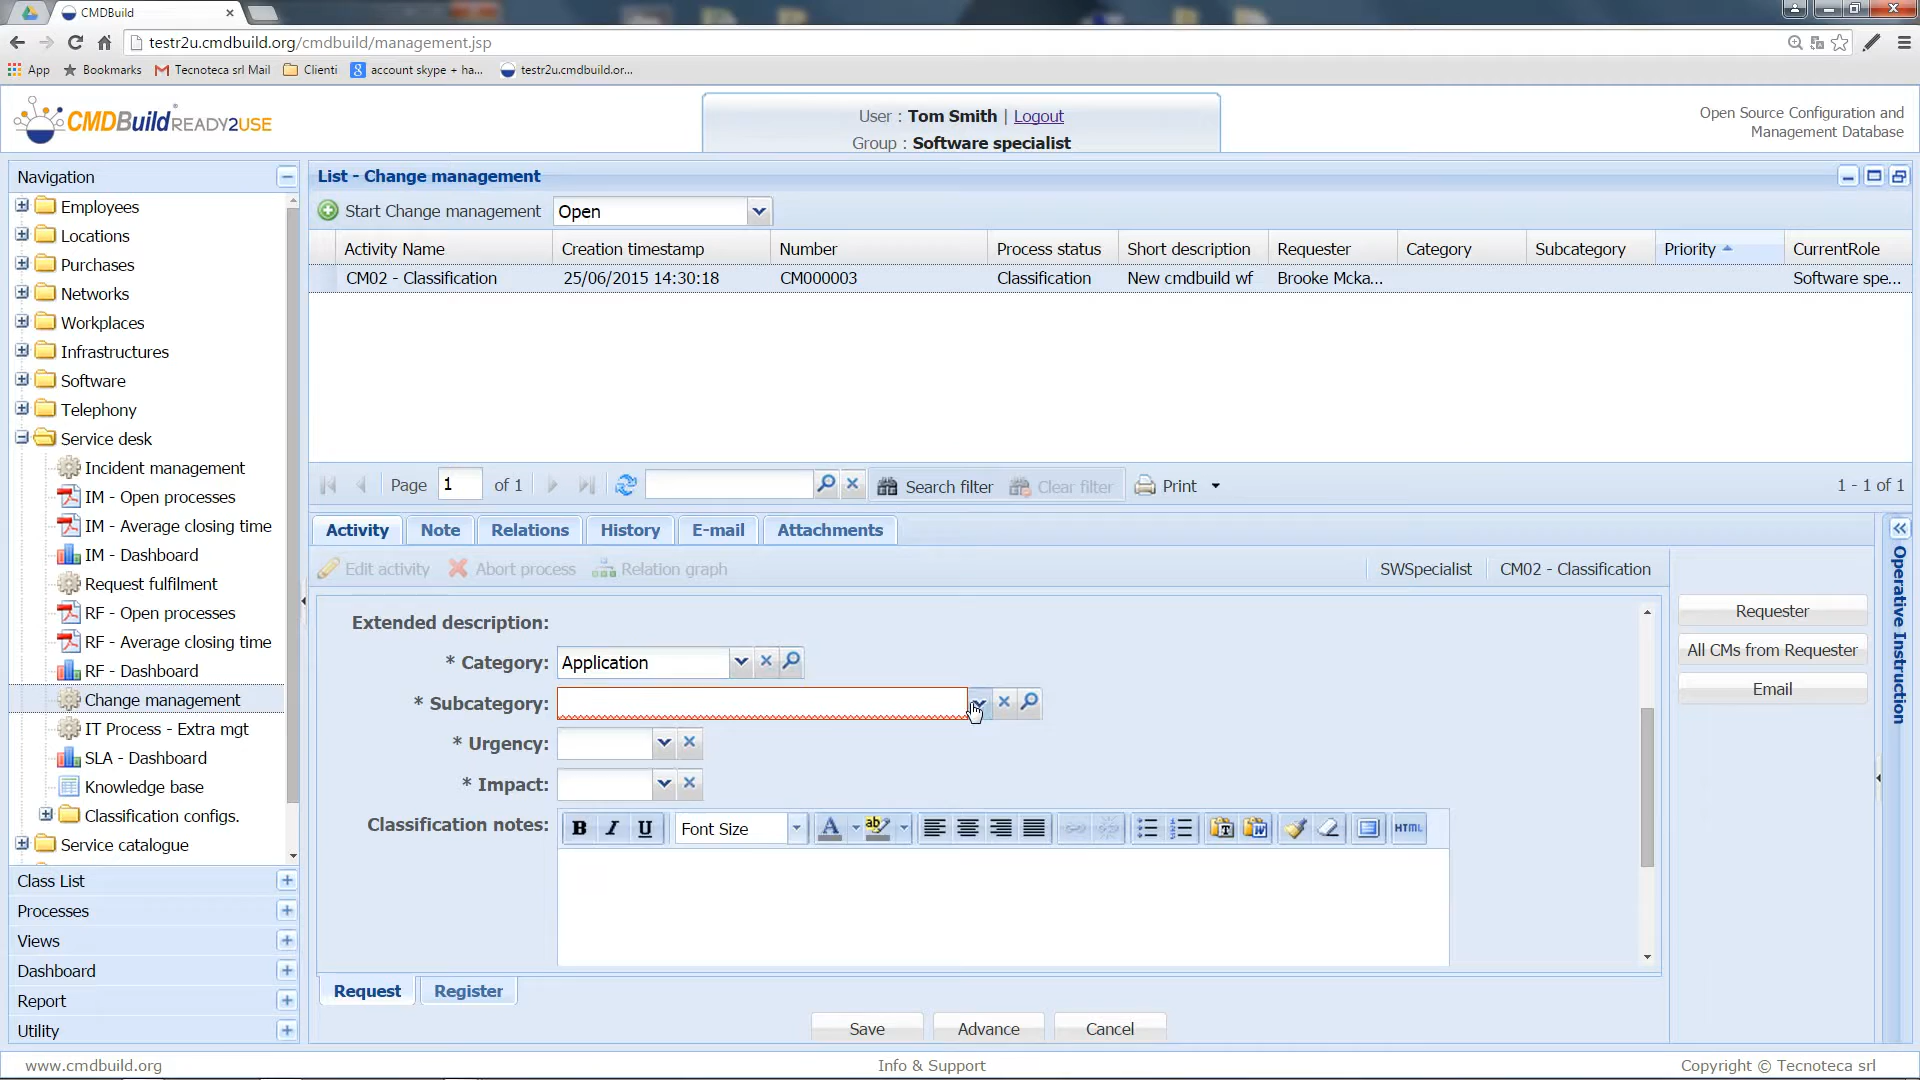 CMDBuild
testr2u.cmdbuild.org/cmdbuild/management.jsp
App Bookmarks Tecnoteca srl Mail Clienti account skype + ha... testr2u.cmdbuild.or...
CMDBuild READY2USE
User : Tom Smith | Logout
Group : Software specialist
Open Source Configuration and
Management Database
Navigation
Employees
Locations
Purchases
Networks
Workplaces
Infrastructures
Software
Telephony
Service desk
Incident management
IM - Open processes
IM - Average closing time
IM - Dashboard
Request fulfilment
RF - Open processes
RF - Average closing time
RF - Dashboard
Change management
IT Process - Extra mgt
SLA - Dashboard
Knowledge base
Classification configs.
Service catalogue
Class List
Processes
Views
Dashboard
Report
Utility
List - Change management
Start Change management Open
Activity Name Creation timestamp Number Process status Short description Requester Category Subcategory Priority CurrentRole
CM02 - Classification 25/06/2015 14:30:18 CM000003 Classification New cmdbuild wf Brooke Mcka... Software spe...
Page 1 of 1 Search filter Clear filter Print 1 - 1 of 1
Activity Note Relations History E-mail Attachments
Edit activity Abort process Relation graph SWSpecialist CM02 - Classification
Extended description:
* Category: Application
* Subcategory:
* Urgency:
* Impact:
Classification notes: B I U Font Size A ab HTML
Request Register
Save Advance Cancel
Requester
All CMs from Requester
Email
Operative Instruction
www.cmdbuild.org Info & Support Copyright © Tecnoteca srl